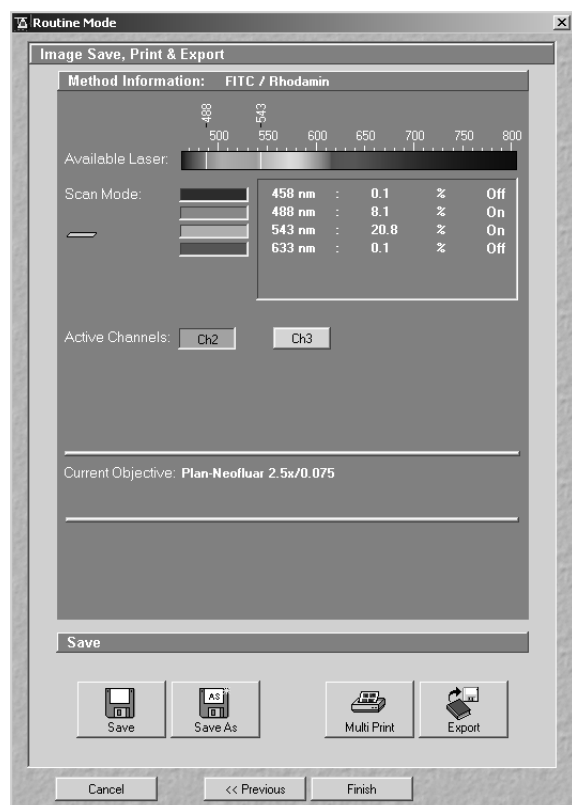 Routine Mode
Image Save, Print & Export
Method Information: FITC / Rhodamin
488 543
500 550 600 650 700 750 800
Available Laser:
Scan Mode: 458 nm : 0.1 % Off
488 nm : 8.1 % On
543 nm : 20.8 % On
633 nm : 0.1 % Off
Active Channels: Ch2 Ch3
Current Objective: Plan-Neofluar 2.5x/0.075
Save
AS
Save Save As Multi Print Export
Cancel << Previous Finish